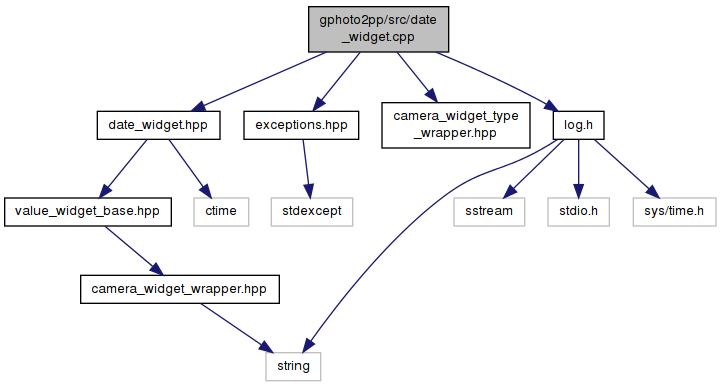 gphoto2pp/src/date
_widget.cpp
date_widget.hpp
exceptions.hpp
camera_widget_type
_wrapper.hpp
log.h
value_widget_base.hpp
ctime
stdexcept
sstream
stdio.h
sys/time.h
camera_widget_wrapper.hpp
string